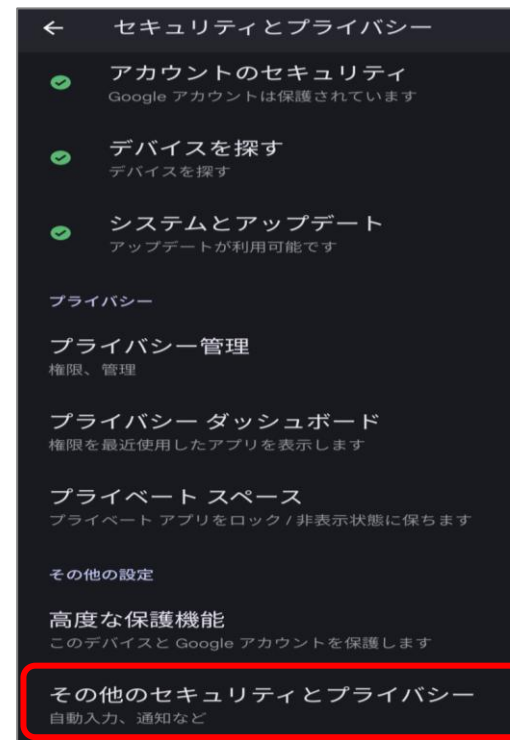 セキュリティとプライバシー
アカウントのセキュリティ
Google アカウントは保護されています
デバイスを探す
デバイスを探す
システムとアップデート
アップデートが利用可能です
プライバシー
プライバシー管理
権限、管理
プライバシー ダッシュボード
権限を最近使用したアプリを表示します
プライベート スペース
プライベート アプリをロック / 非表示状態に保ちます
その他の設定
高度な保護機能
このデバイスと Google アカウントを保護します
その他のセキュリティとプライバシー
自動入力、通知など